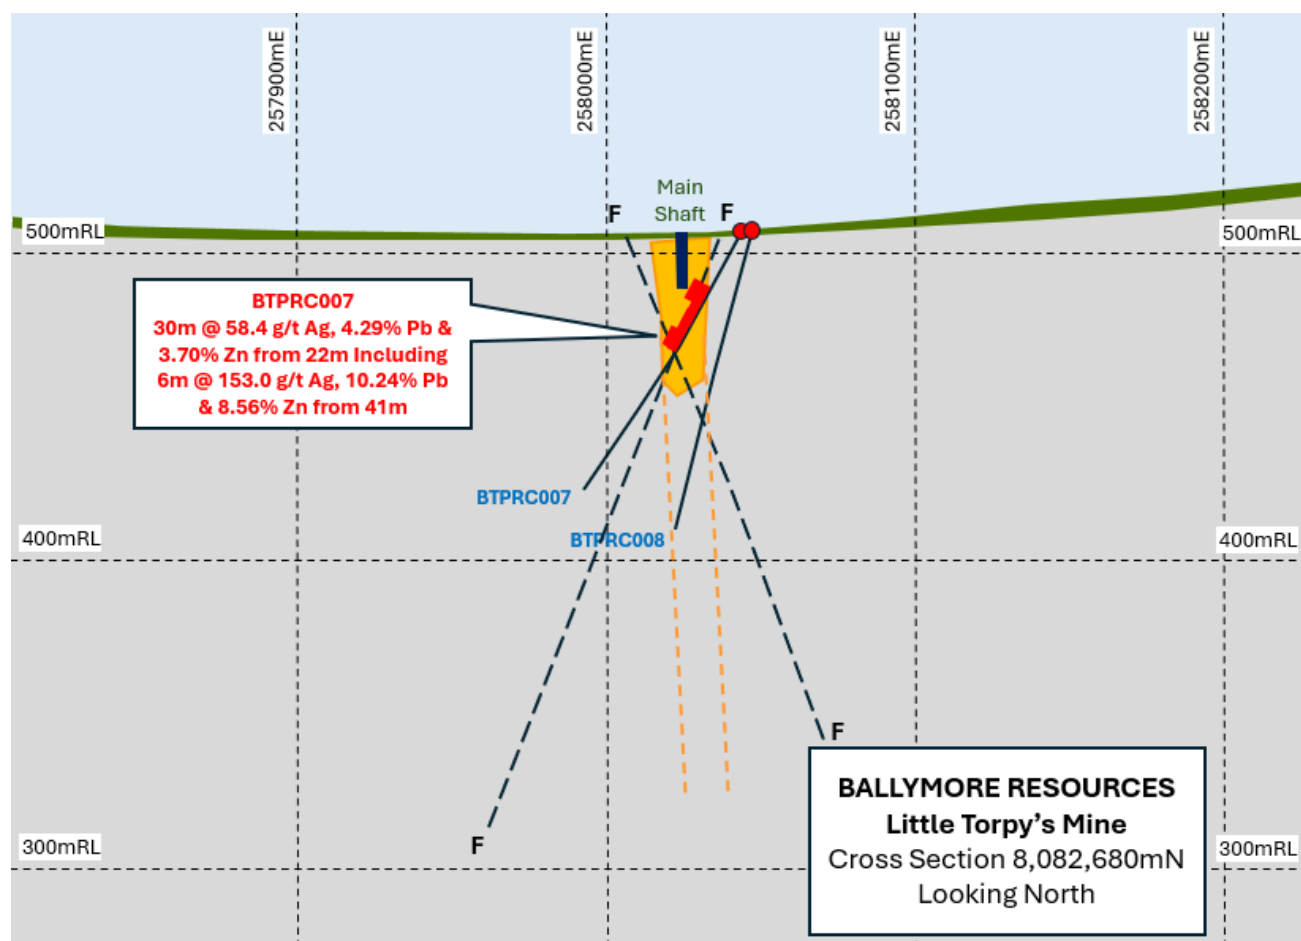 257900mE
258000mE
258100mE
258200mE
Main
Shaft
F
F
500mRL
500mRL
BTPRC007
30m @ 58.4 g/t Ag, 4.29% Pb &
3.70% Zn from 22m Including
6m @ 153.0 g/t Ag, 10.24% Pb
& 8.56% Zn from 41m
BTPRC007
BTPRC008
400mRL
400mRL
F
F
300mRL
300mRL
BALLYMORE RESOURCES
Little Torpy’s Mine
Cross Section 8,082,680mN
Looking North